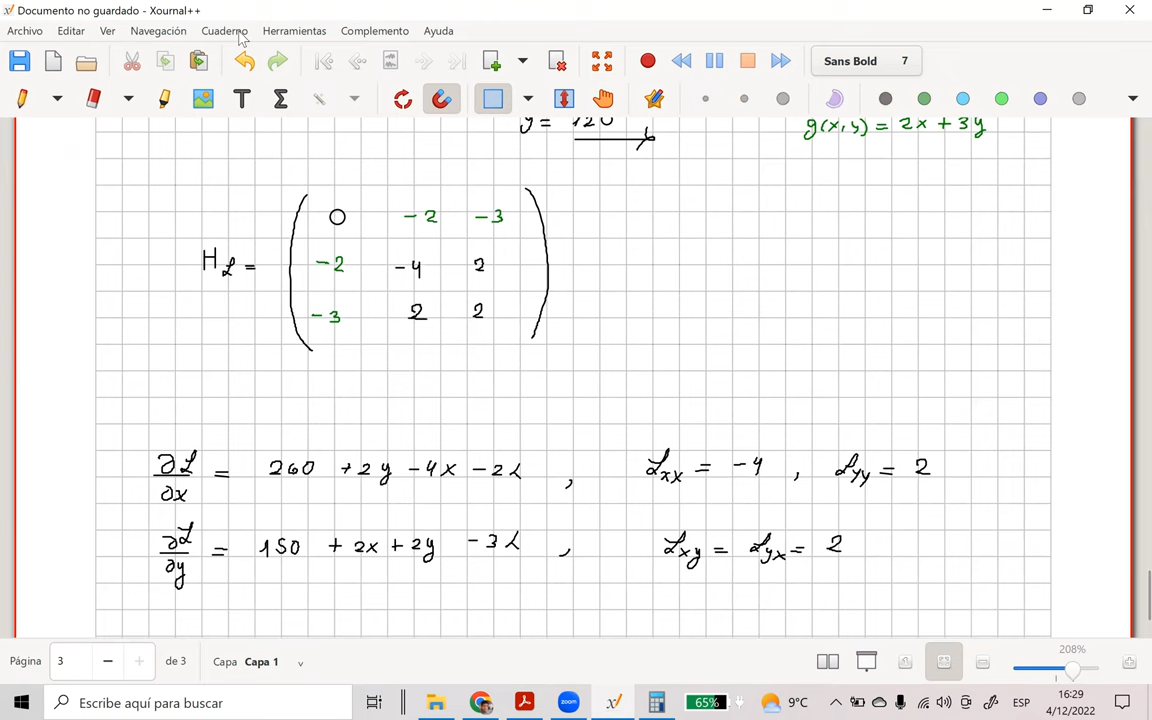 Documento no guardado - Xournal++
Archivo Editar Ver Navegación Cuaderno Herramientas Complemento Ayuda
Sans Bold 7
y = 120
g(x,y) = 2x + 3y
0 -2 -3
H𝓛 = -2 -4 2
-3 2 2
∂𝓛/∂x = 260 + 2y - 4x - 2λ , 𝓛xx = -4 , 𝓛yy = 2
∂𝓛/∂y = 150 + 2x + 2y - 3λ , 𝓛xy = 𝓛yx = 2
Página 3 de 3 Capa Capa 1 208%
Escribe aquí para buscar 65% 9°C ESP 16:29
4/12/2022